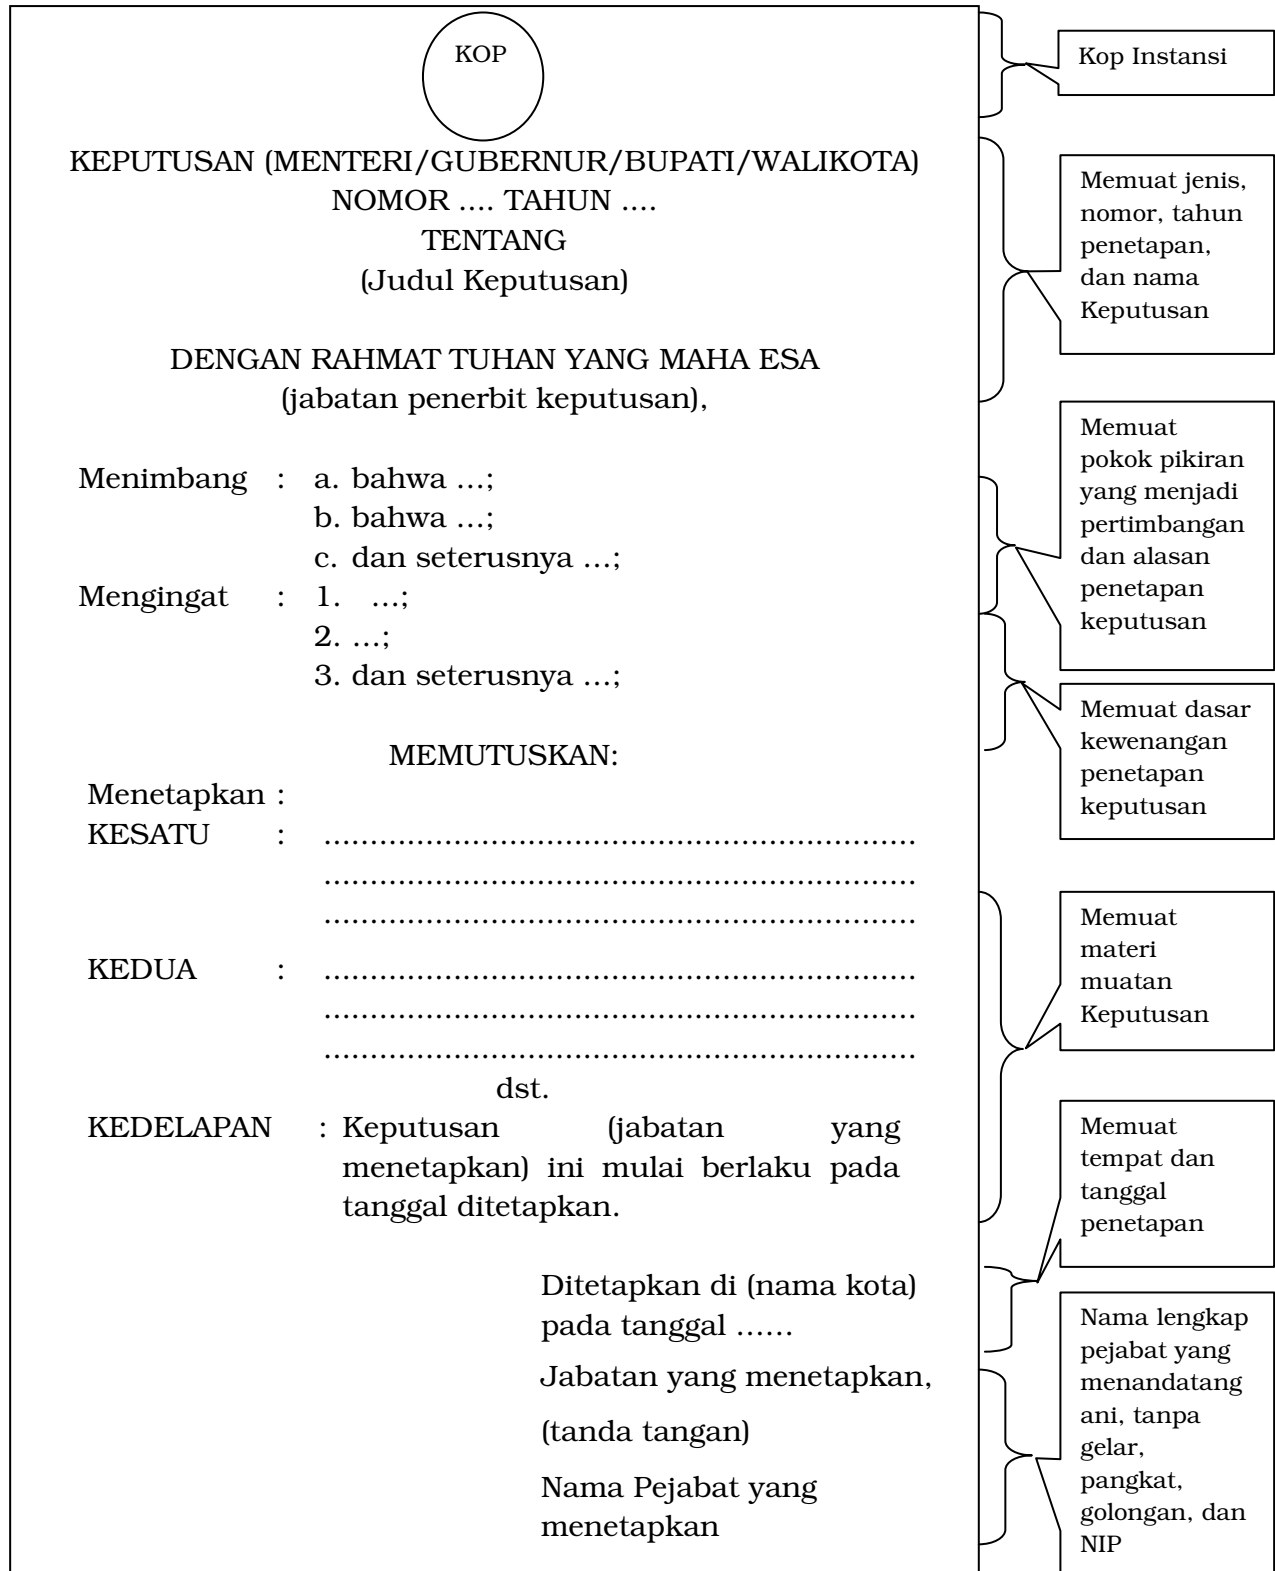 KOP
KEPUTUSAN (MENTERI/GUBERNUR/BUPATI/WALIKOTA)
NOMOR .... TAHUN ....
TENTANG
(Judul Keputusan)
DENGAN RAHMAT TUHAN YANG MAHA ESA
(jabatan penerbit keputusan),
Menimbang : a. bahwa ...;
b. bahwa ...;
c. dan seterusnya ...;
Mengingat : 1. ...;
2. ...;
3. dan seterusnya ...;
MEMUTUSKAN:
Menetapkan :
KESATU : ................................................................
................................................................
................................................................
KEDUA : ................................................................
................................................................
................................................................
dst.
KEDELAPAN : Keputusan (jabatan yang
menetapkan) ini mulai berlaku pada
tanggal ditetapkan.
Ditetapkan di (nama kota)
pada tanggal ......
Jabatan yang menetapkan,
(tanda tangan)
Nama Pejabat yang
menetapkan
Kop Instansi
Memuat jenis,
nomor, tahun
penetapan,
dan nama
Keputusan
Memuat
pokok pikiran
yang menjadi
pertimbangan
dan alasan
penetapan
keputusan
Memuat dasar
kewenangan
penetapan
keputusan
Memuat
materi
muatan
Keputusan
Memuat
tempat dan
tanggal
penetapan
Nama lengkap
pejabat yang
menandatang
ani, tanpa
gelar,
pangkat,
golongan, dan
NIP